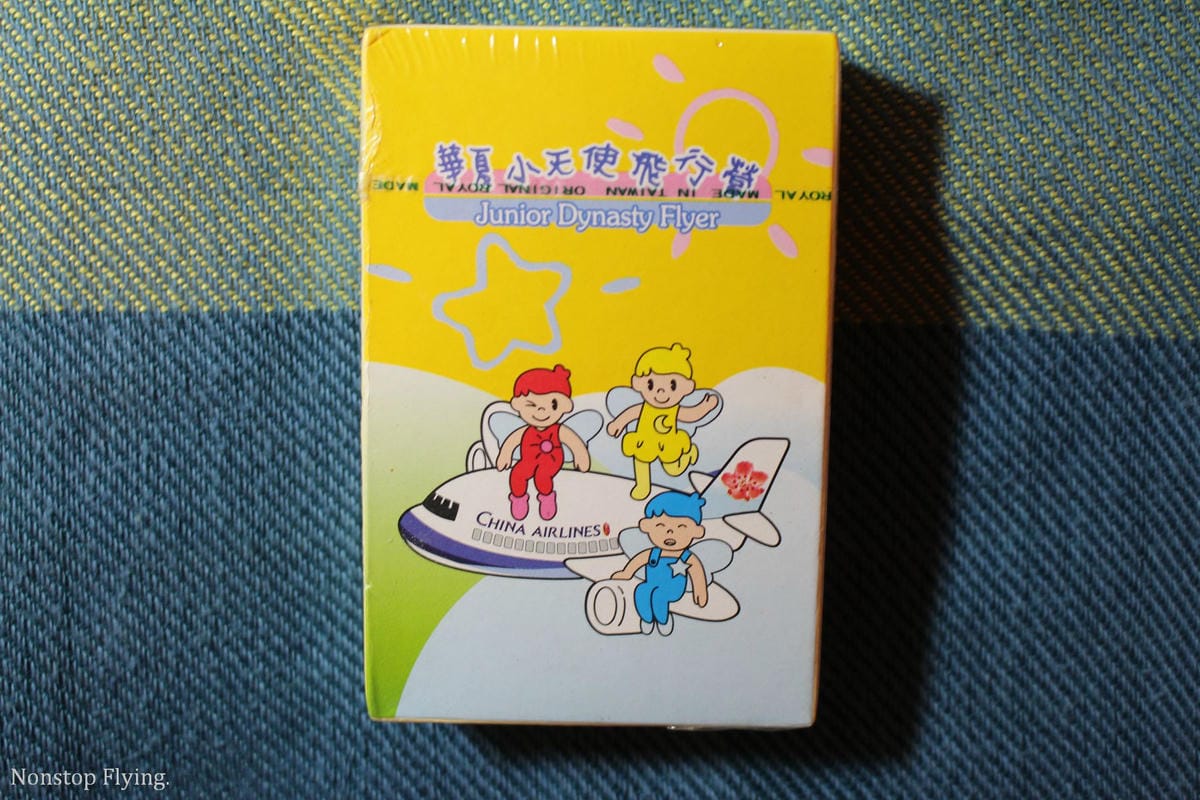 華夏小天使飛行營
MADE ROYAL ORIGINAL TAIWAN IN MADE ROYAL
Junior Dynasty Flyer
CHINA AIRLINES
Nonstop Flying.